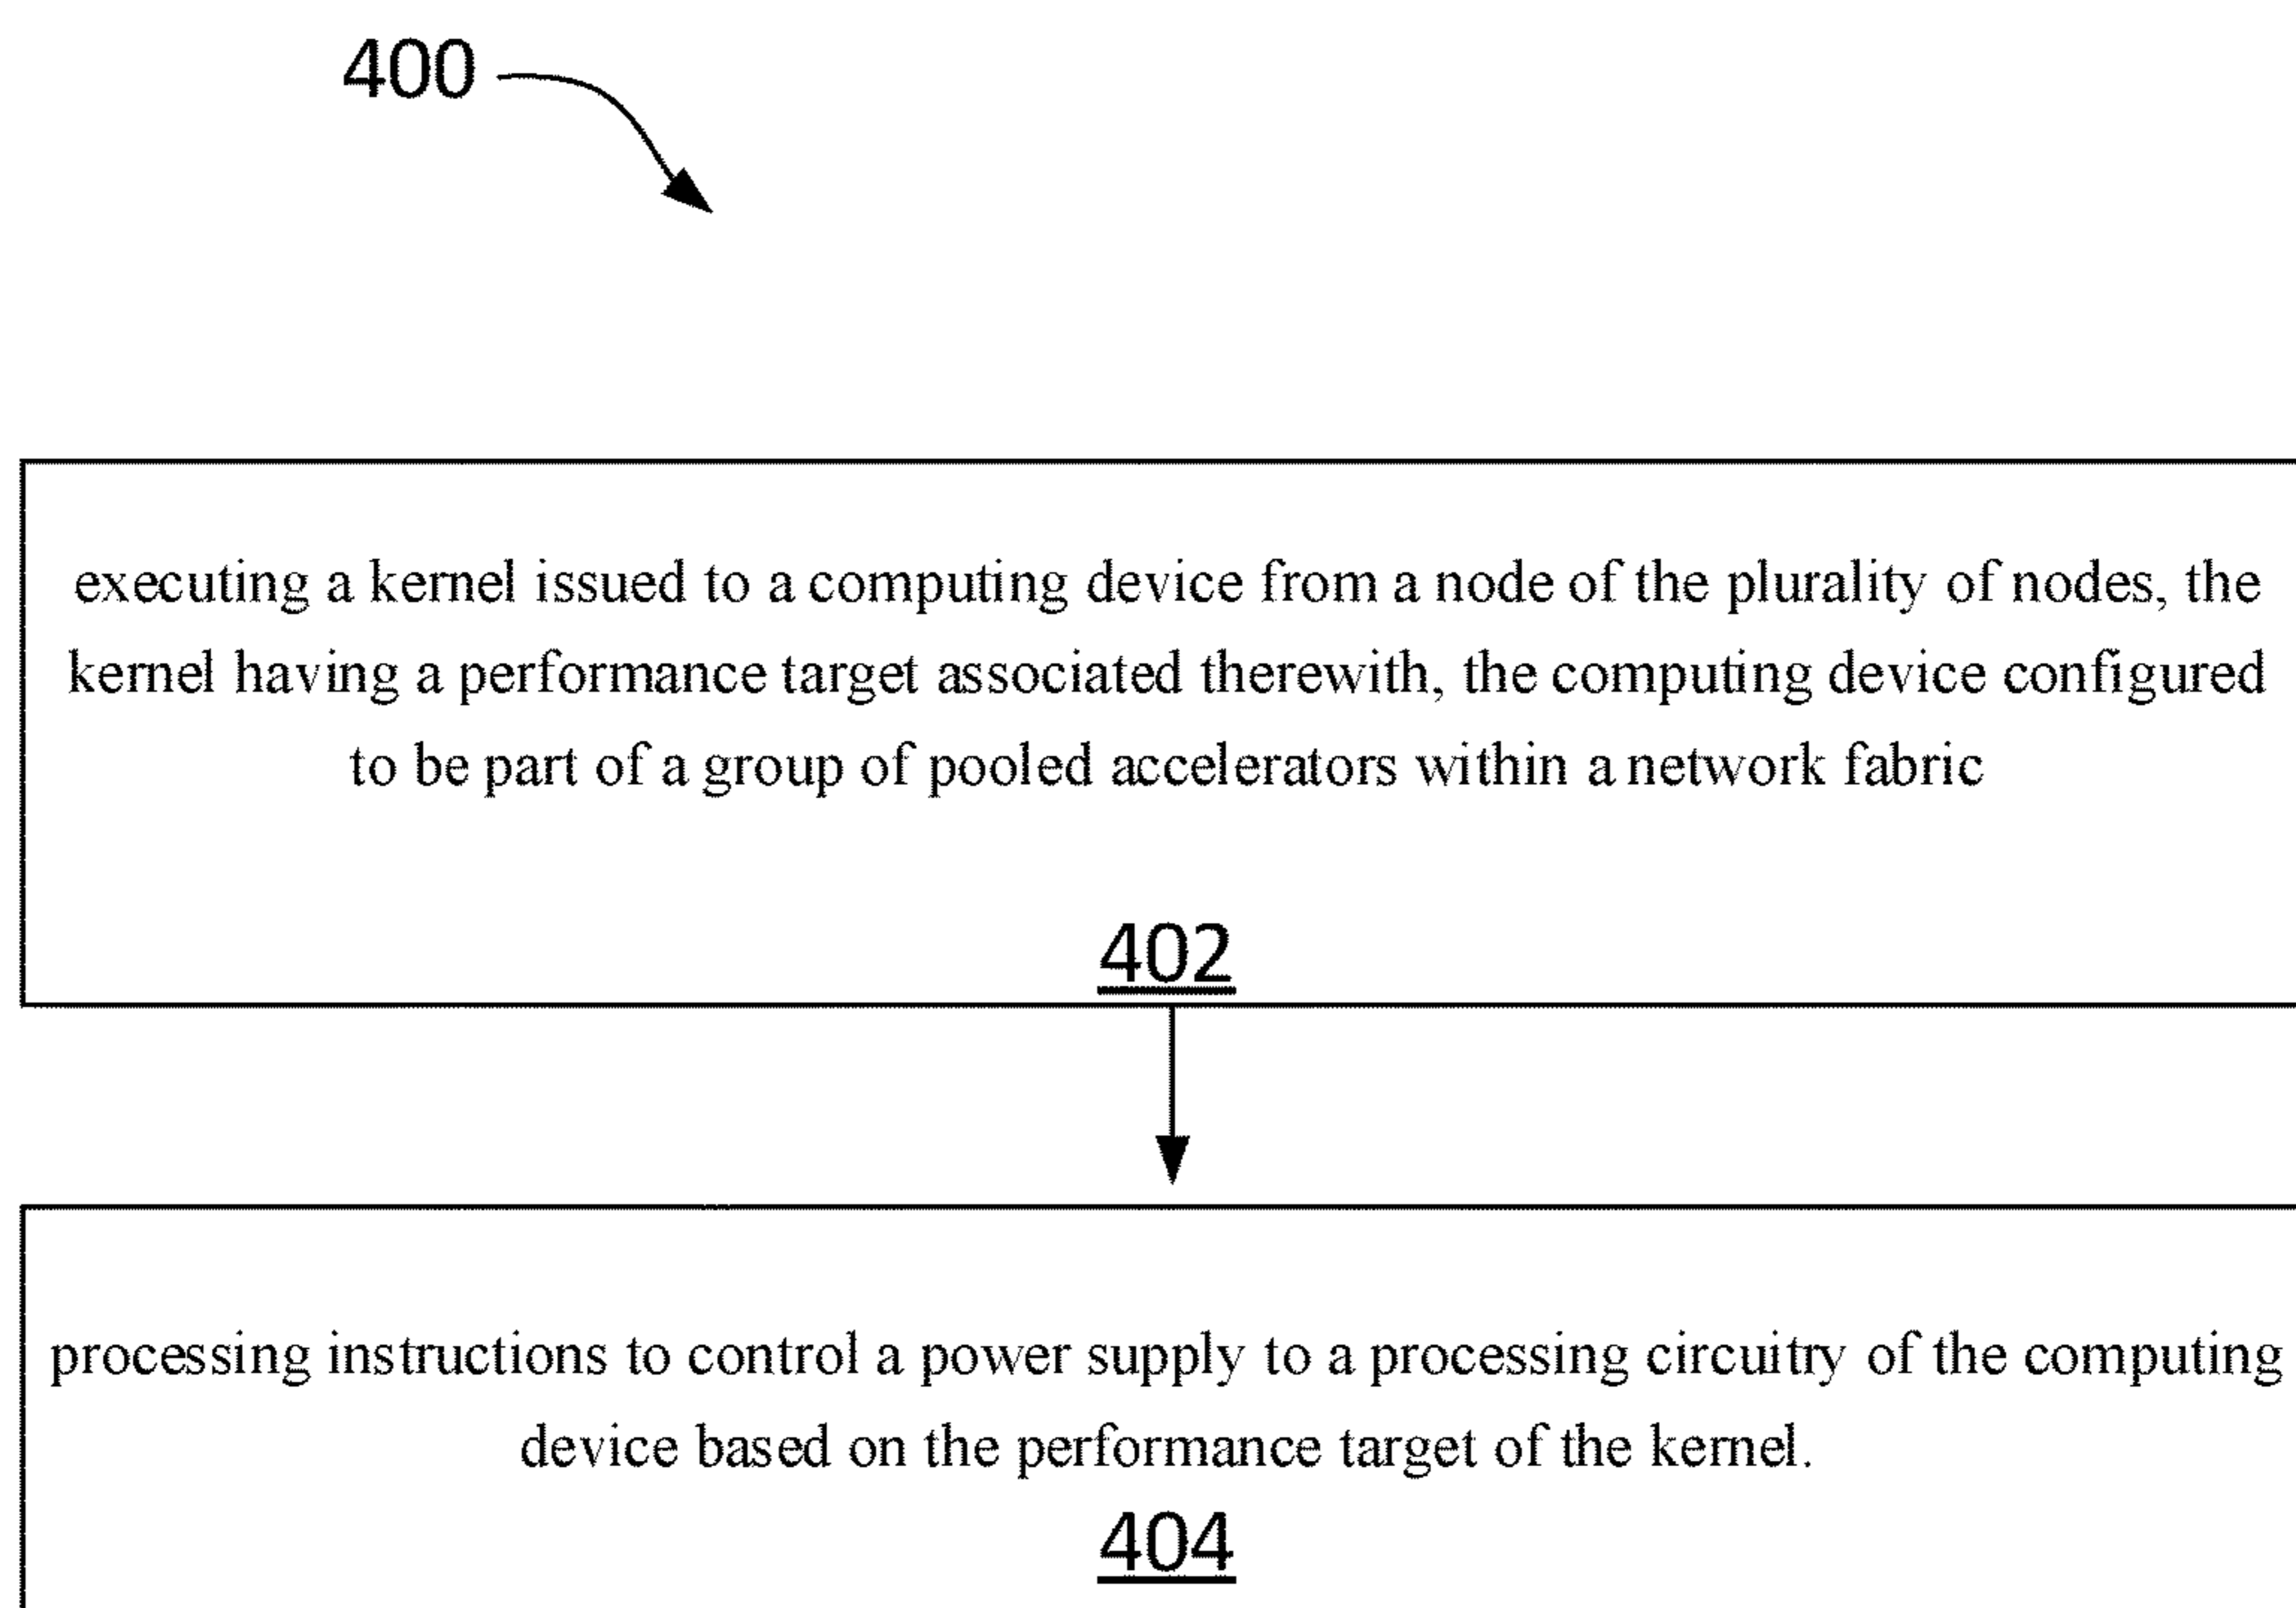 400
executing a kernel issued to a computing device from a node of the plurality of nodes, the
kernel having a performance target associated therewith, the computing device configured
to be part of a group of pooled accelerators within a network fabric
402
processing instructions to control a power supply to a processing circuitry of the computing
device based on the performance target of the kernel.
404